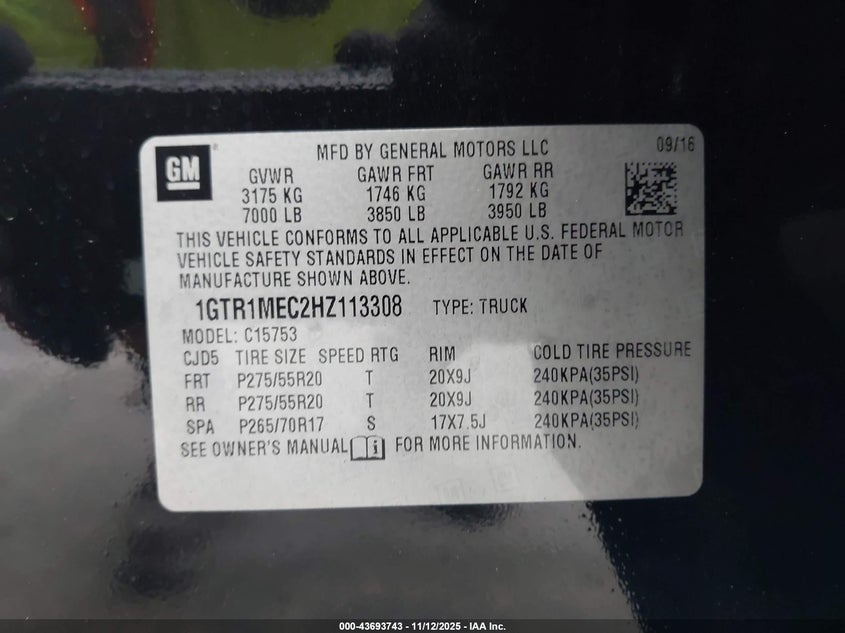 GM
MFD BY GENERAL MOTORS LLC 09/16
GVWR GAWR FRT GAWR RR
3175 KG 1746 KG 1792 KG
7000 LB 3850 LB 3950 LB
THIS VEHICLE CONFORMS TO ALL APPLICABLE U.S. FEDERAL MOTOR
VEHICLE SAFETY STANDARDS IN EFFECT ON THE DATE OF
MANUFACTURE SHOWN ABOVE.
1GTR1MEC2HZ113308 TYPE: TRUCK
MODEL: C15753
CJD5 TIRE SIZE SPEED RTG RIM COLD TIRE PRESSURE
FRT P275/55R20 T 20X9J 240KPA(35PSI)
RR P275/55R20 T 20X9J 240KPA(35PSI)
SPA P265/70R17 S 17X7.5J 240KPA(35PSI)
SEE OWNER'S MANUAL i FOR MORE INFORMATION.
000-43693743 - 11/12/2025 - IAA Inc.